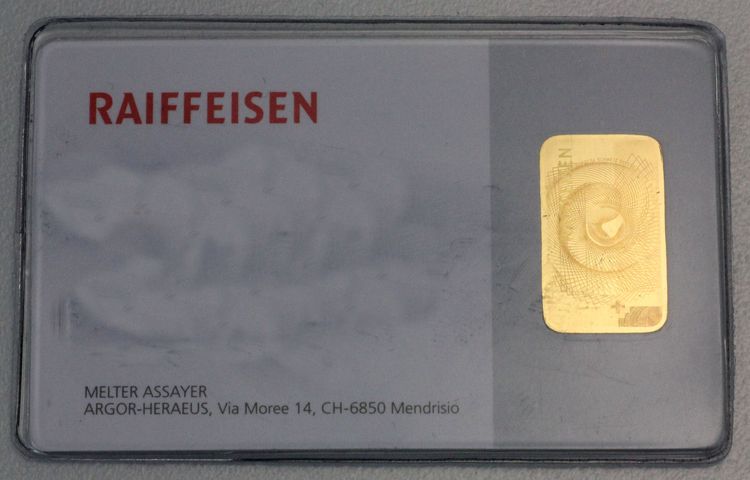 RAIFFEISEN
MELTER ASSAYER
ARGOR-HERAEUS, Via Moree 14, CH-6850 Mendrisio